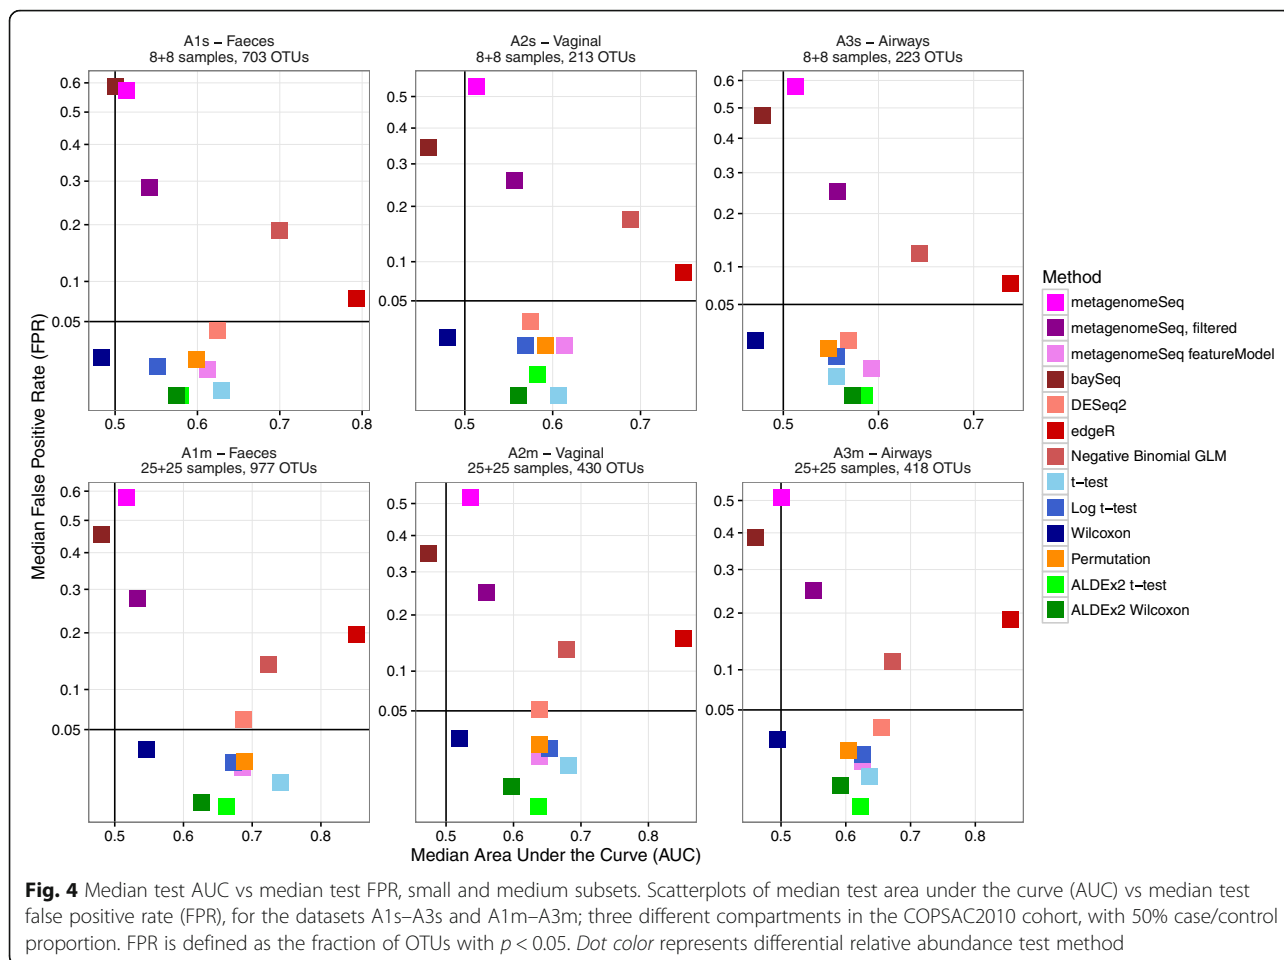 A1s − Faeces
8+8 samples, 703 OTUs
A2s − Vaginal
8+8 samples, 213 OTUs
A3s − Airways
8+8 samples, 223 OTUs
0.6
0.5
0.4
0.3
0.2
0.1
0.05
0.5
0.6
0.7
0.8
0.5
0.4
0.3
0.2
0.1
0.05
0.5
0.6
0.7
0.6
0.5
0.4
0.3
0.2
0.1
0.05
0.5
0.6
0.7
A1m − Faeces
25+25 samples, 977 OTUs
A2m − Vaginal
25+25 samples, 430 OTUs
A3m − Airways
25+25 samples, 418 OTUs
0.6
0.5
0.4
0.3
0.2
0.1
0.05
0.5
0.6
0.7
0.8
0.5
0.4
0.3
0.2
0.1
0.05
0.5
0.6
0.7
0.8
0.5
0.4
0.3
0.2
0.1
0.05
0.5
0.6
0.7
0.8
Median False Positive Rate (FPR)
Median Area Under the Curve (AUC)
Method
metagenomeSeq
metagenomeSeq, filtered
metagenomeSeq featureModel
baySeq
DESeq2
edgeR
Negative Binomial GLM
t−test
Log t−test
Wilcoxon
Permutation
ALDEx2 t−test
ALDEx2 Wilcoxon
Fig. 4 Median test AUC vs median test FPR, small and medium subsets. Scatterplots of median test area under the curve (AUC) vs median test
false positive rate (FPR), for the datasets A1s–A3s and A1m–A3m; three different compartments in the COPSAC2010 cohort, with 50% case/control
proportion. FPR is defined as the fraction of OTUs with p < 0.05. Dot color represents differential relative abundance test method